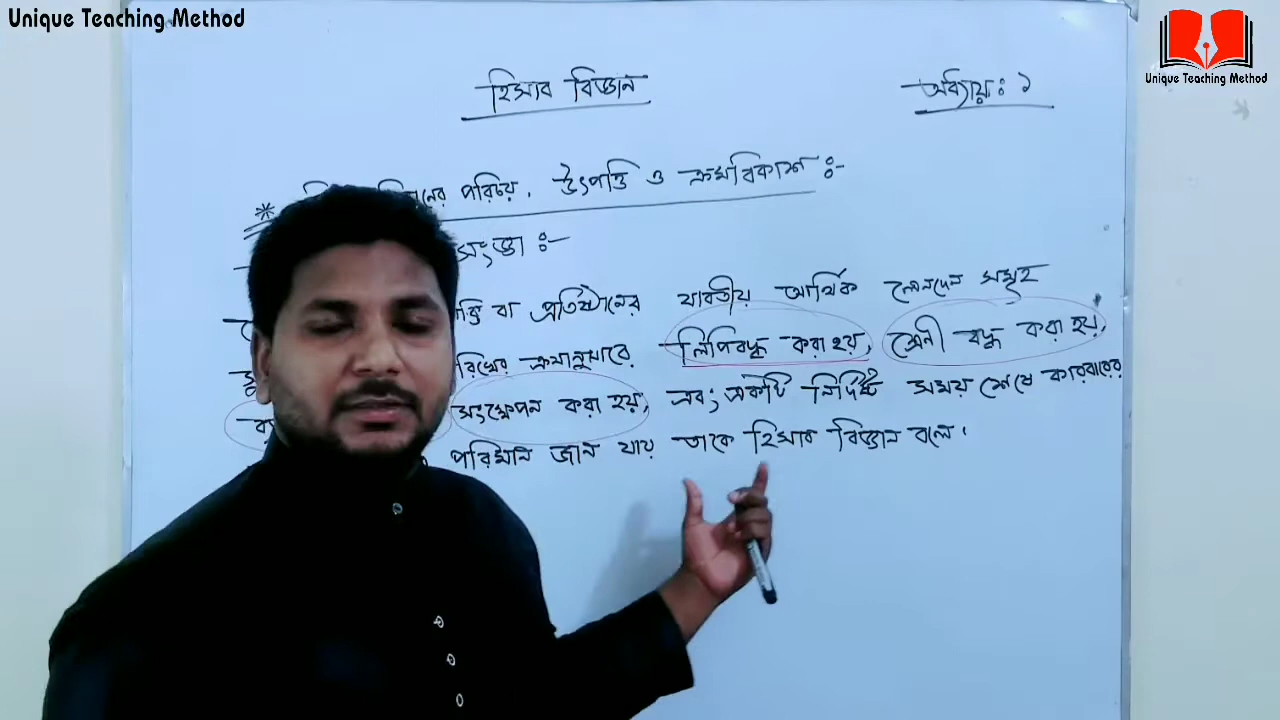 Unique Teaching Method
Unique Teaching Method
হিসাব বিজ্ঞান
অধ্যায়ঃ ১
* পরিচয়, উৎপত্তি ও ক্রমবিকাশ ঃ-
সংজ্ঞা ঃ-
বা প্রতিষ্ঠানের যাবতীয় আর্থিক লেনদেন সমূহ
ক্রমানুসারে লিপিবদ্ধ করা হয়, শ্রেনী বদ্ধ করা হয়,
সংক্ষেপন করা হয়, এবং একটি নির্দিষ্ট সময় শেষে কারবারের
পরিমান জান যায় তাকে হিসাব বিজ্ঞান বলে।